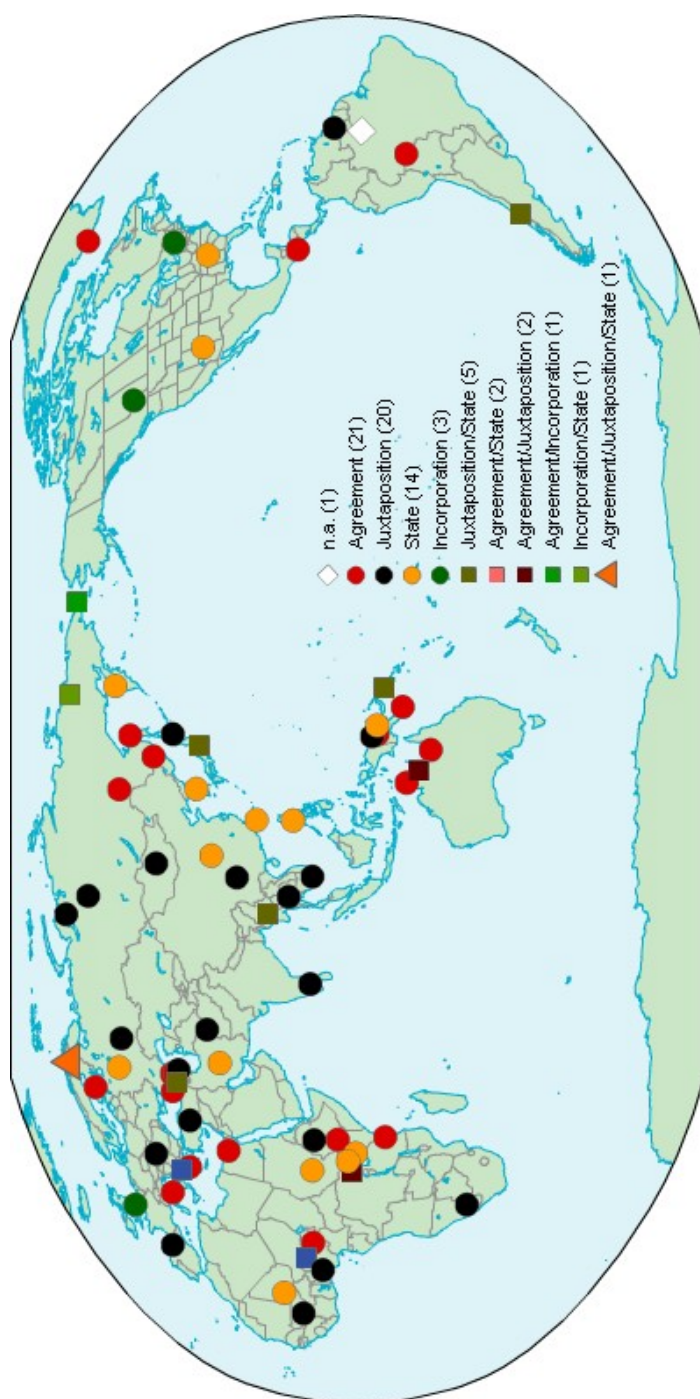 n.a. (1)
Agreement (21)
Juxtaposition (20)
State (14)
Incorporation (3)
Juxtaposition/State (5)
Agreement/State (2)
Agreement/Juxtaposition (2)
Agreement/Incorporation (1)
Incorporation/State (1)
Agreement/Juxtaposition/State (1)